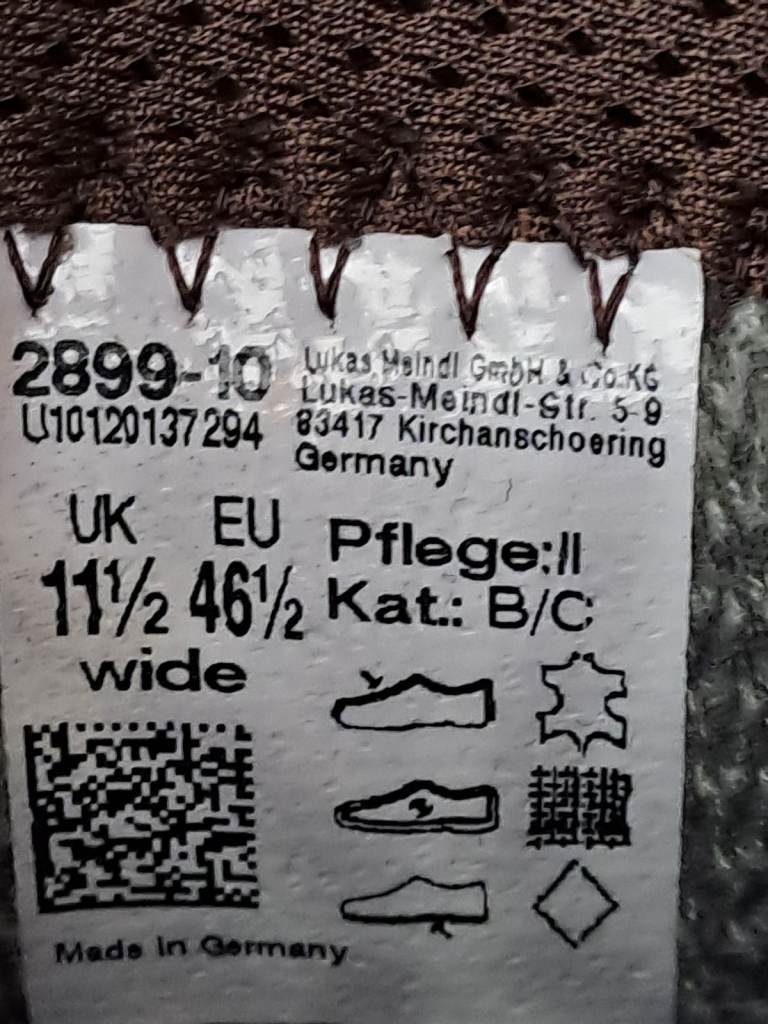 2899-10
U10120137294
Lukas Meindl GmbH & Co.KG
Lukas-Meindl-Str. 5-9
83417 Kirchanschoering
Germany
UK EU
11½ 46½
wide
Pflege:II
Kat.: B/C
Made in Germany